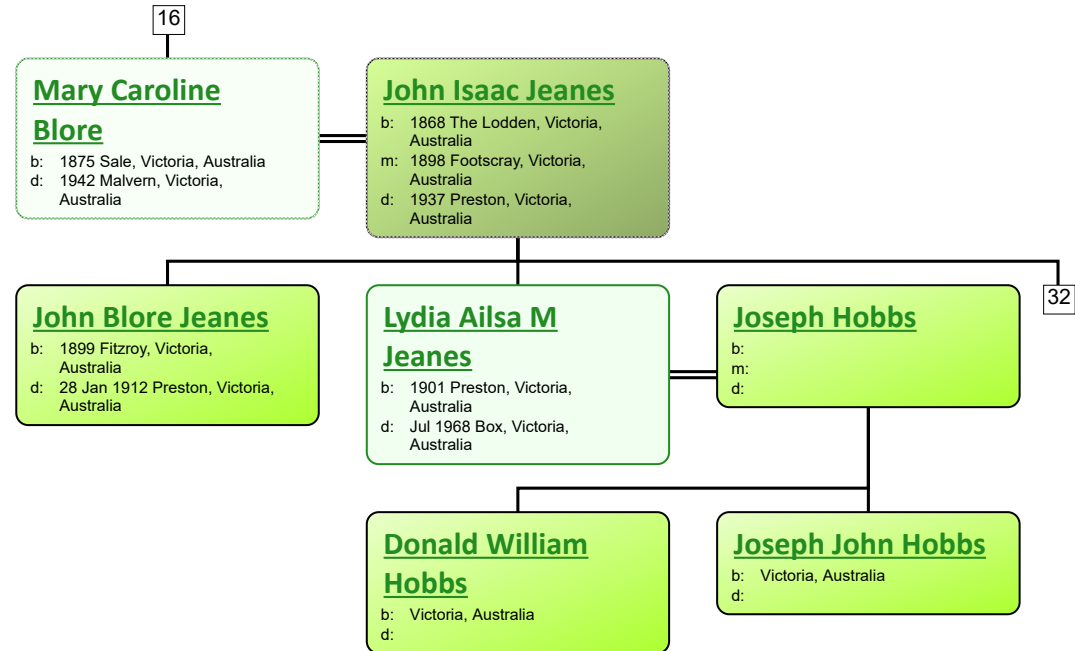 16
Mary Caroline
Blore
b: 1875 Sale, Victoria, Australia
d: 1942 Malvern, Victoria,
Australia
John Isaac Jeanes
b: 1868 The Lodden, Victoria,
Australia
m: 1898 Footscray, Victoria,
Australia
d: 1937 Preston, Victoria,
Australia
John Blore Jeanes
b: 1899 Fitzroy, Victoria,
Australia
d: 28 Jan 1912 Preston, Victoria,
Australia
Lydia Ailsa M
Jeanes
b: 1901 Preston, Victoria,
Australia
d: Jul 1968 Box, Victoria,
Australia
Joseph Hobbs
b:
m:
d:
32
Donald William
Hobbs
b: Victoria, Australia
d:
Joseph John Hobbs
b: Victoria, Australia
d: